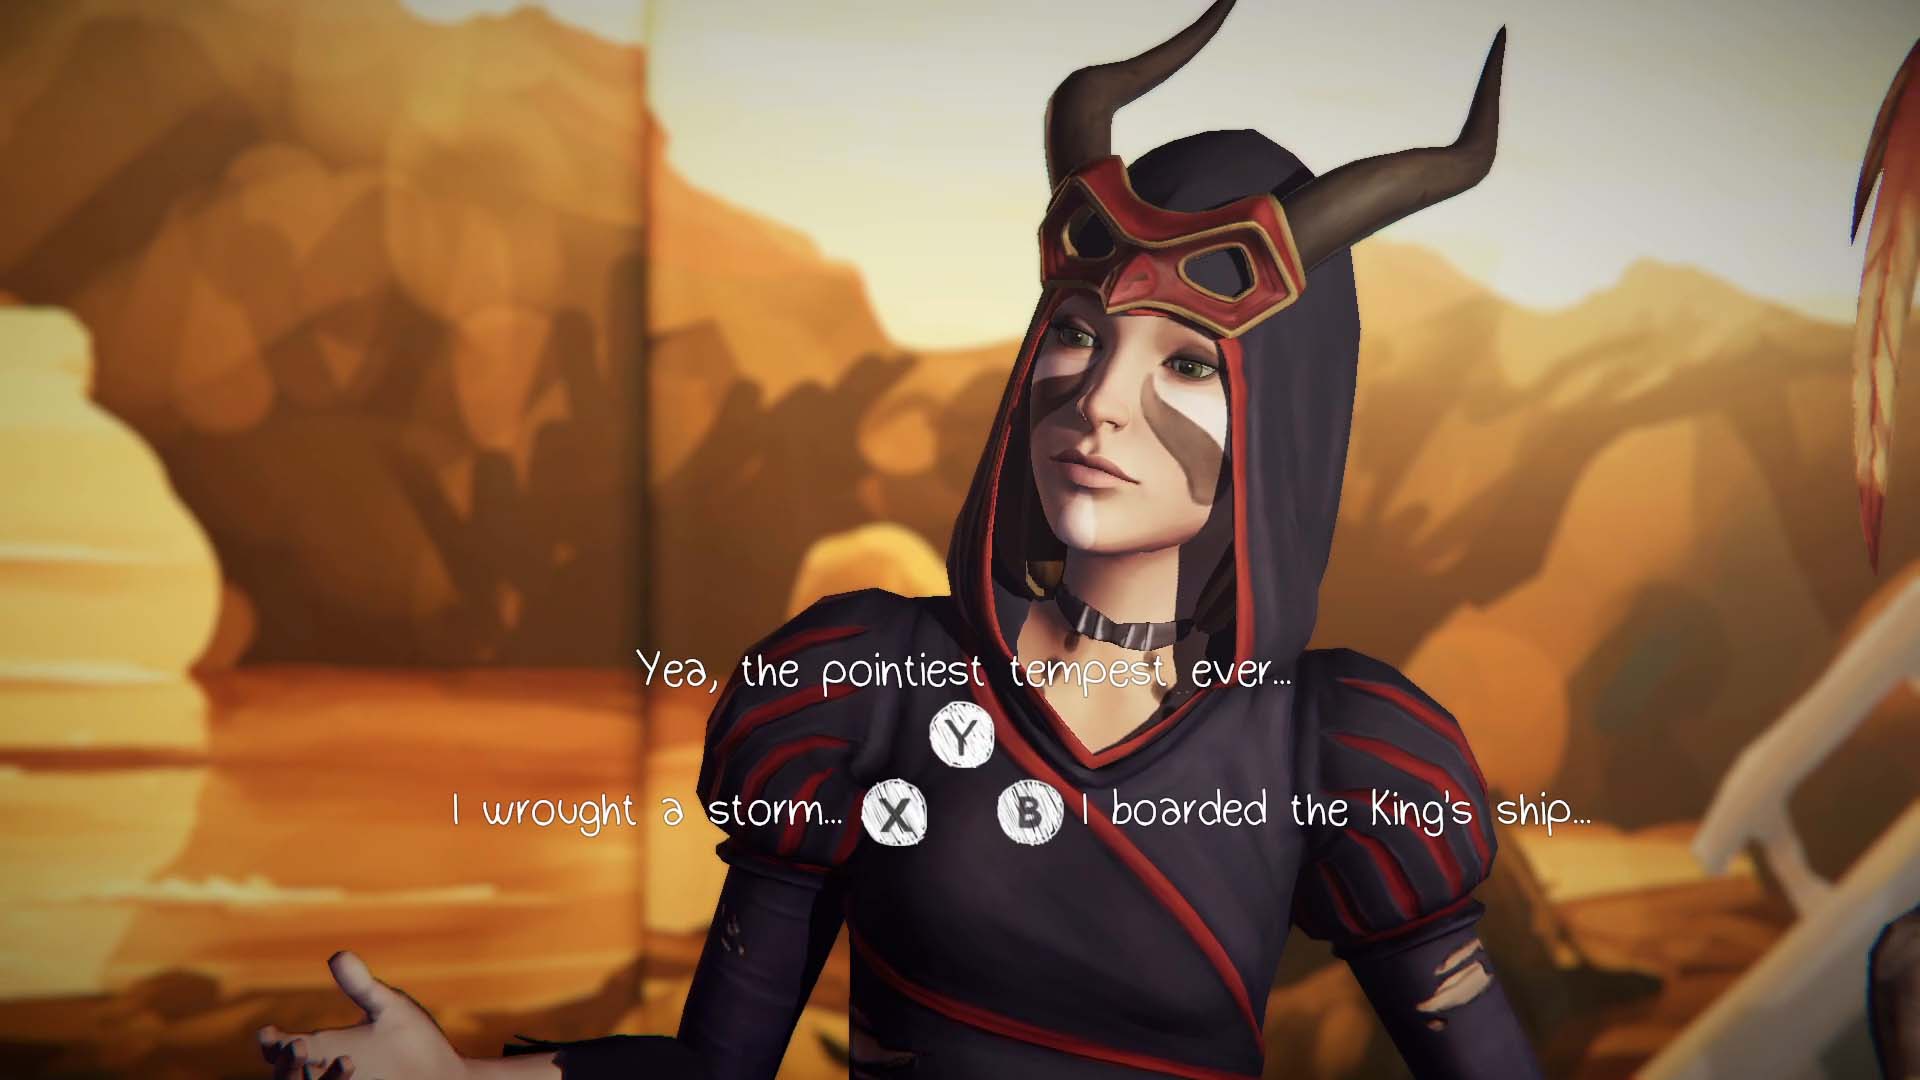 Yea, the pointiest tempest ever...
Y
I wrought a storm... X B I boarded the King's ship...